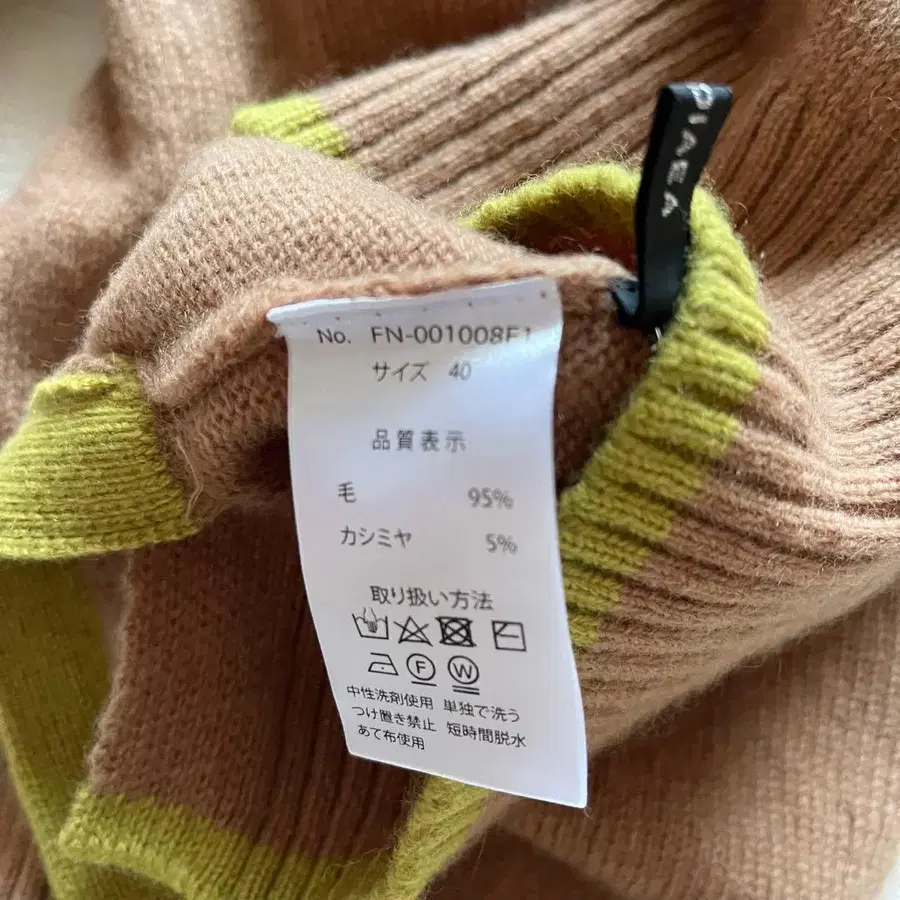 DIAEA
No. FN-001008F1
サイズ 40
品質表示
毛 95%
カシミヤ 5%
取り扱い方法
F W
中性洗剤使用 単独で洗う
つけ置き禁止 短時間脱水
あて布使用